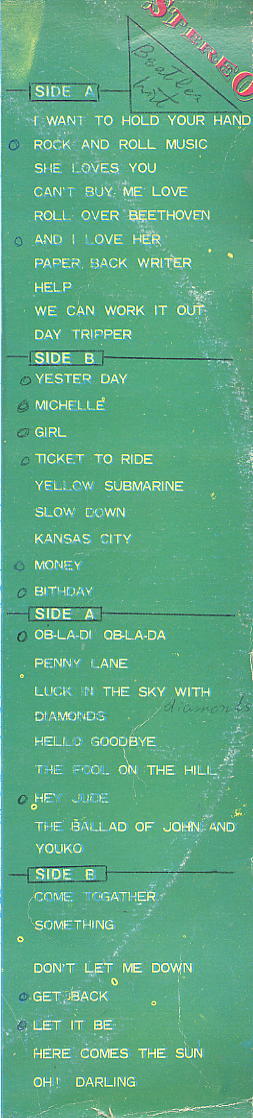 STEREO
Beatles
hit
SIDE A
I WANT TO HOLD YOUR HAND
ROCK AND ROLL MUSIC
SHE LOVES YOU
CAN'T BUY ME LOVE
ROLL OVER BEETHOVEN
AND I LOVE HER
PAPER BACK WRITER
HELP
WE CAN WORK IT OUT
DAY TRIPPER
SIDE B
YESTER DAY
MICHELLE
GIRL
TICKET TO RIDE
YELLOW SUBMARINE
SLOW DOWN
KANSAS CITY
MONEY
BITHDAY
SIDE A
OB-LA-DI OB-LA-DA
PENNY LANE
LUCK IN THE SKY WITH
diamonds
DIAMONDS
HELLO GOODBYE
THE FOOL ON THE HILL
HEY JUDE
THE BALLAD OF JOHN AND
YOUKO
SIDE B
COME TOGATHER
SOMETHING
DON'T LET ME DOWN
GET BACK
LET IT BE
HERE COMES THE SUN
OH! DARLING